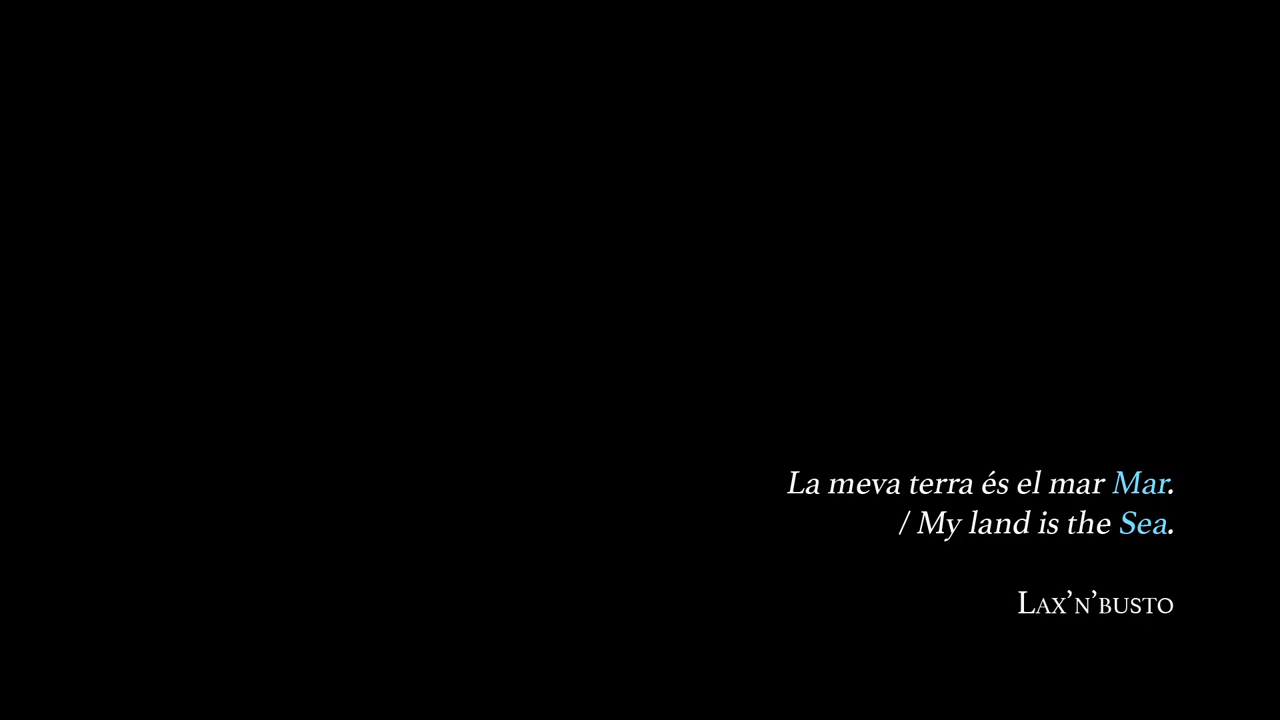 La meva terra és el mar Mar.
/ My land is the Sea.
Lax’n’busto